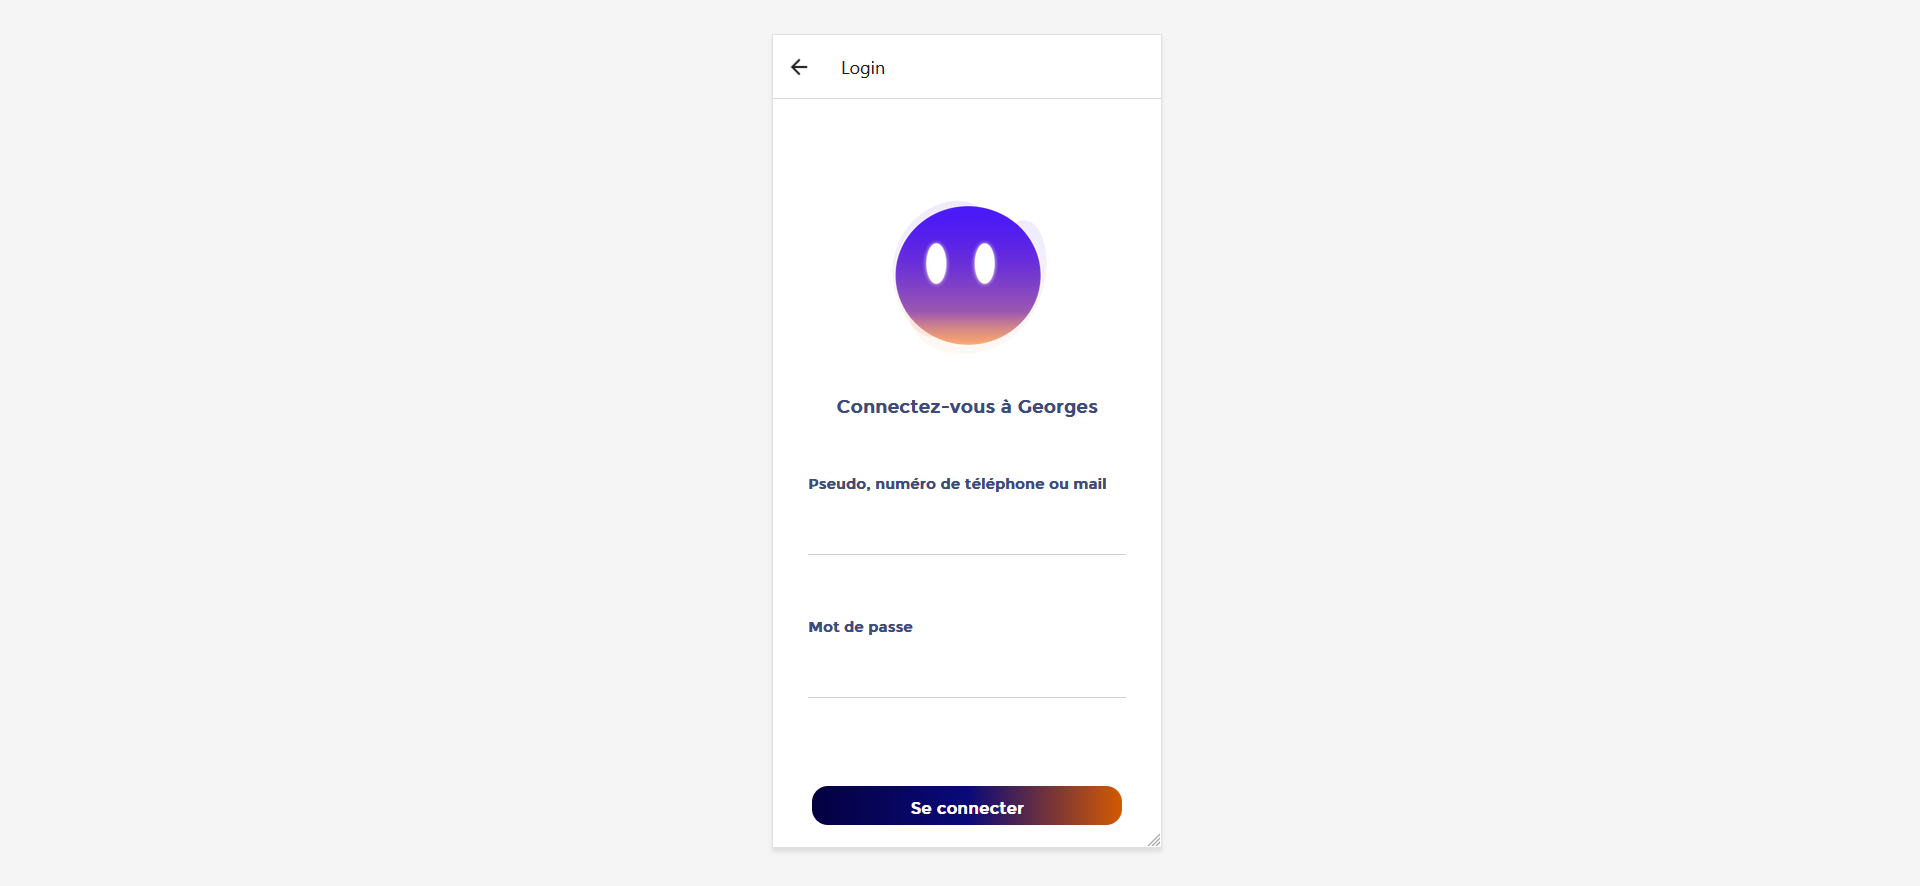 Login
Connectez-vous à Georges
Pseudo, numéro de téléphone ou mail
Mot de passe
Se connecter